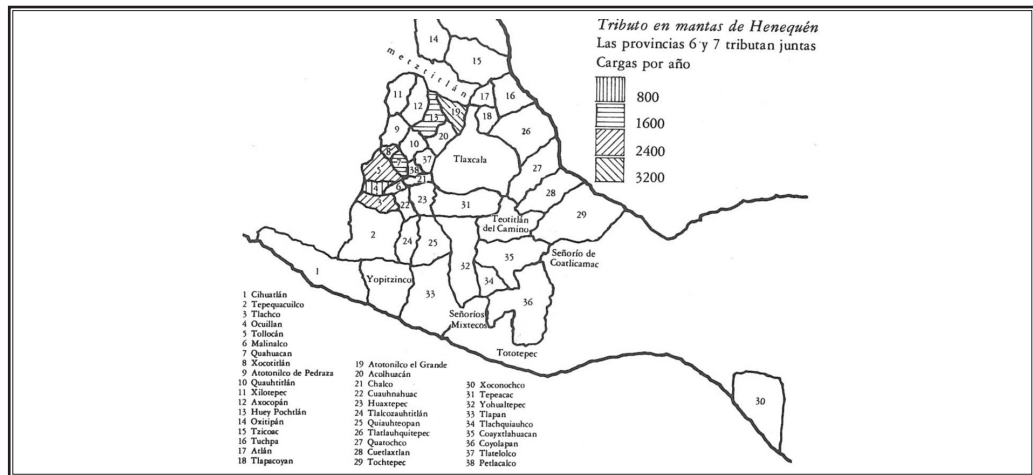 Tributo en mantas de Henequén
Las provincias 6 y 7 tributan juntas
Cargas por año
800
1600
2400
3200
metztitlán
14
15
11
12
13
19
17
16
18
9
10
20
26
8
7
37
38
5
Tlaxcala
27
21
4
6
28
3
22
23
31
29
Teotitlán
del Camino
2
24
25
Señorío de
Coatlicamac
35
32
1
Yopitzinco
34
33
36
Señoríos
Mixtecos
Tototepec
30
1 Cihuatlán
2 Tepequacuilco
3 Tlachco
4 Ocuillan
5 Tollocán
6 Malinalco
7 Quahuacan
8 Xocotitlán
9 Atotonilco de Pedraza
10 Quauhtitlán
11 Xilotepec
12 Axocopán
13 Huey Pochtlán
14 Oxitipán
15 Tzicoac
16 Tuchpa
17 Atlán
18 Tlapacoyan
19 Atotonilco el Grande
20 Acolhuacán
21 Chalco
22 Cuauhnahuac
23 Huaxtepec
24 Tlalcozauhtitlán
25 Quiauhteopan
26 Tlatlauhquitepec
27 Quatochco
28 Cuetlaxtlan
29 Tochtepec
30 Xoconochco
31 Tepeacac
32 Yohualtepec
33 Tlapan
34 Tlachquiauhco
35 Coayxtlahuacan
36 Coyolapan
37 Tlatelolco
38 Petlacalco